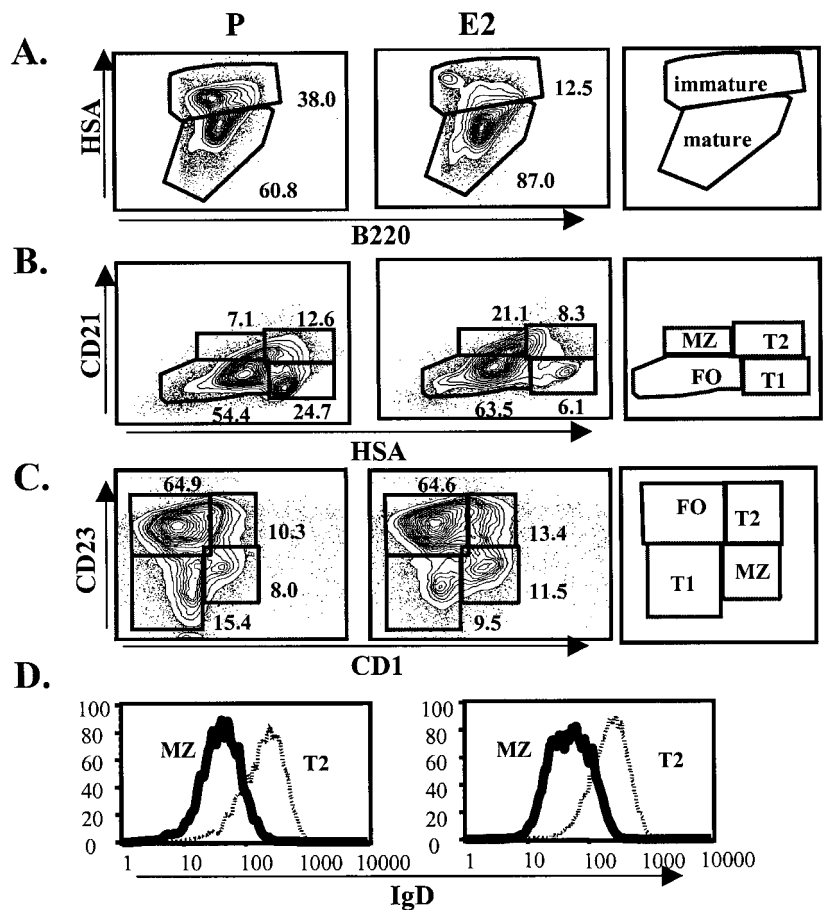 P E2
A.
HSA
38.0
60.8
12.5
87.0
immature
mature
B220
B.
CD21
7.1 12.6
54.4 24.7
21.1 8.3
63.5 6.1
MZ T2
FO T1
HSA
C.
CD23
64.9
10.3
8.0
15.4
64.6
13.4
11.5
9.5
FO T2
T1 MZ
CD1
D.
100
80
60
40
20
0
MZ T2
1 10 100 1000 10000
100
80
60
40
20
0
MZ T2
1 10 100 1000 10000
IgD